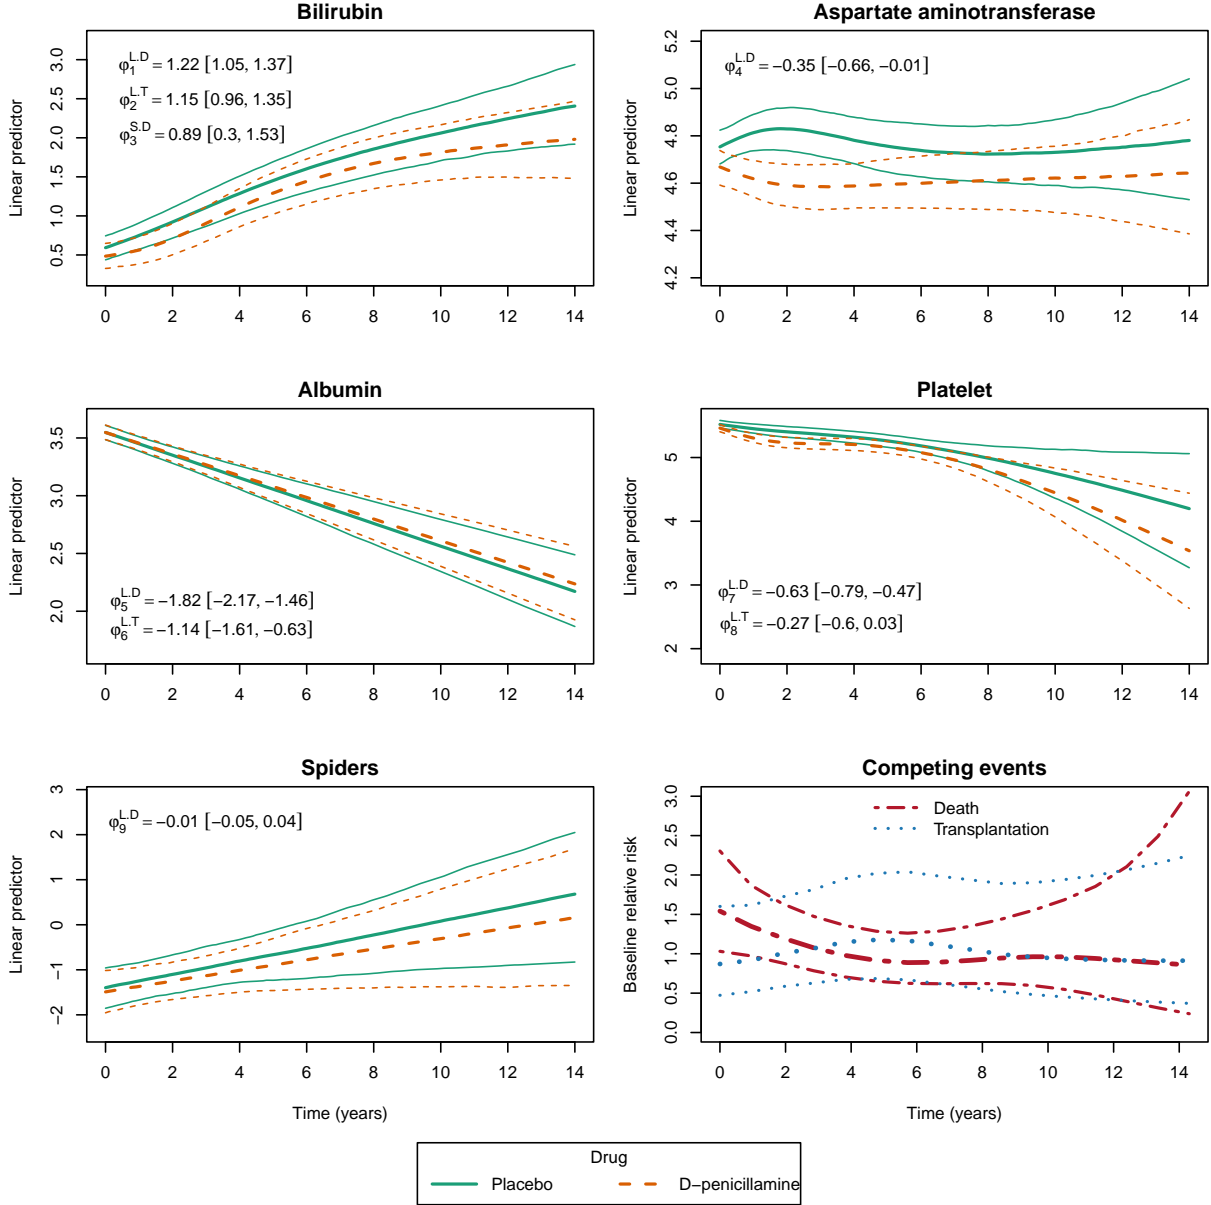 Bilirubin
Linear predictor
0.5 1.0 1.5 2.0 2.5 3.0
φ₁^L.D = 1.22 [1.05, 1.37]
φ₂^L.T = 1.15 [0.96, 1.35]
φ₃^S.D = 0.89 [0.3, 1.53]
0 2 4 6 8 10 12 14
Aspartate aminotransferase
Linear predictor
4.2 4.4 4.6 4.8 5.0 5.2
φ₄^L.D = −0.35 [−0.66, −0.01]
0 2 4 6 8 10 12 14
Albumin
Linear predictor
2.0 2.5 3.0 3.5
φ₅^L.D = −1.82 [−2.17, −1.46]
φ₆^L.T = −1.14 [−1.61, −0.63]
0 2 4 6 8 10 12 14
Platelet
Linear predictor
2 3 4 5
φ₇^L.D = −0.63 [−0.79, −0.47]
φ₈^L.T = −0.27 [−0.6, 0.03]
0 2 4 6 8 10 12 14
Spiders
Linear predictor
−2 −1 0 1 2 3
φ₉^L.D = −0.01 [−0.05, 0.04]
0 2 4 6 8 10 12 14
Time (years)
Competing events
Baseline relative risk
0.0 0.5 1.0 1.5 2.0 2.5 3.0
Death
Transplantation
0 2 4 6 8 10 12 14
Time (years)
Drug
Placebo D−penicillamine